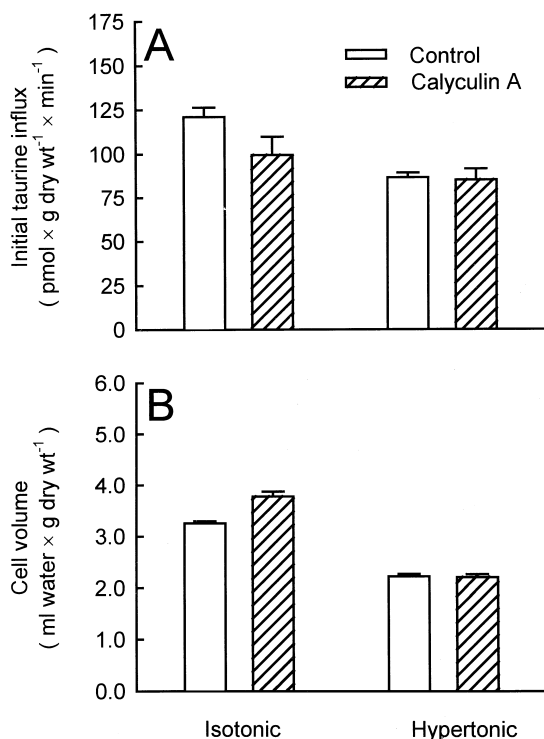 A
Control
Calyculin A
Initial taurine influx
( pmol × g dry wt⁻¹ × min⁻¹ )
175
150
125
100
75
50
25
0
B
Cell volume
( ml water × g dry wt⁻¹ )
6.0
5.0
4.0
3.0
2.0
1.0
0.0
Isotonic Hypertonic